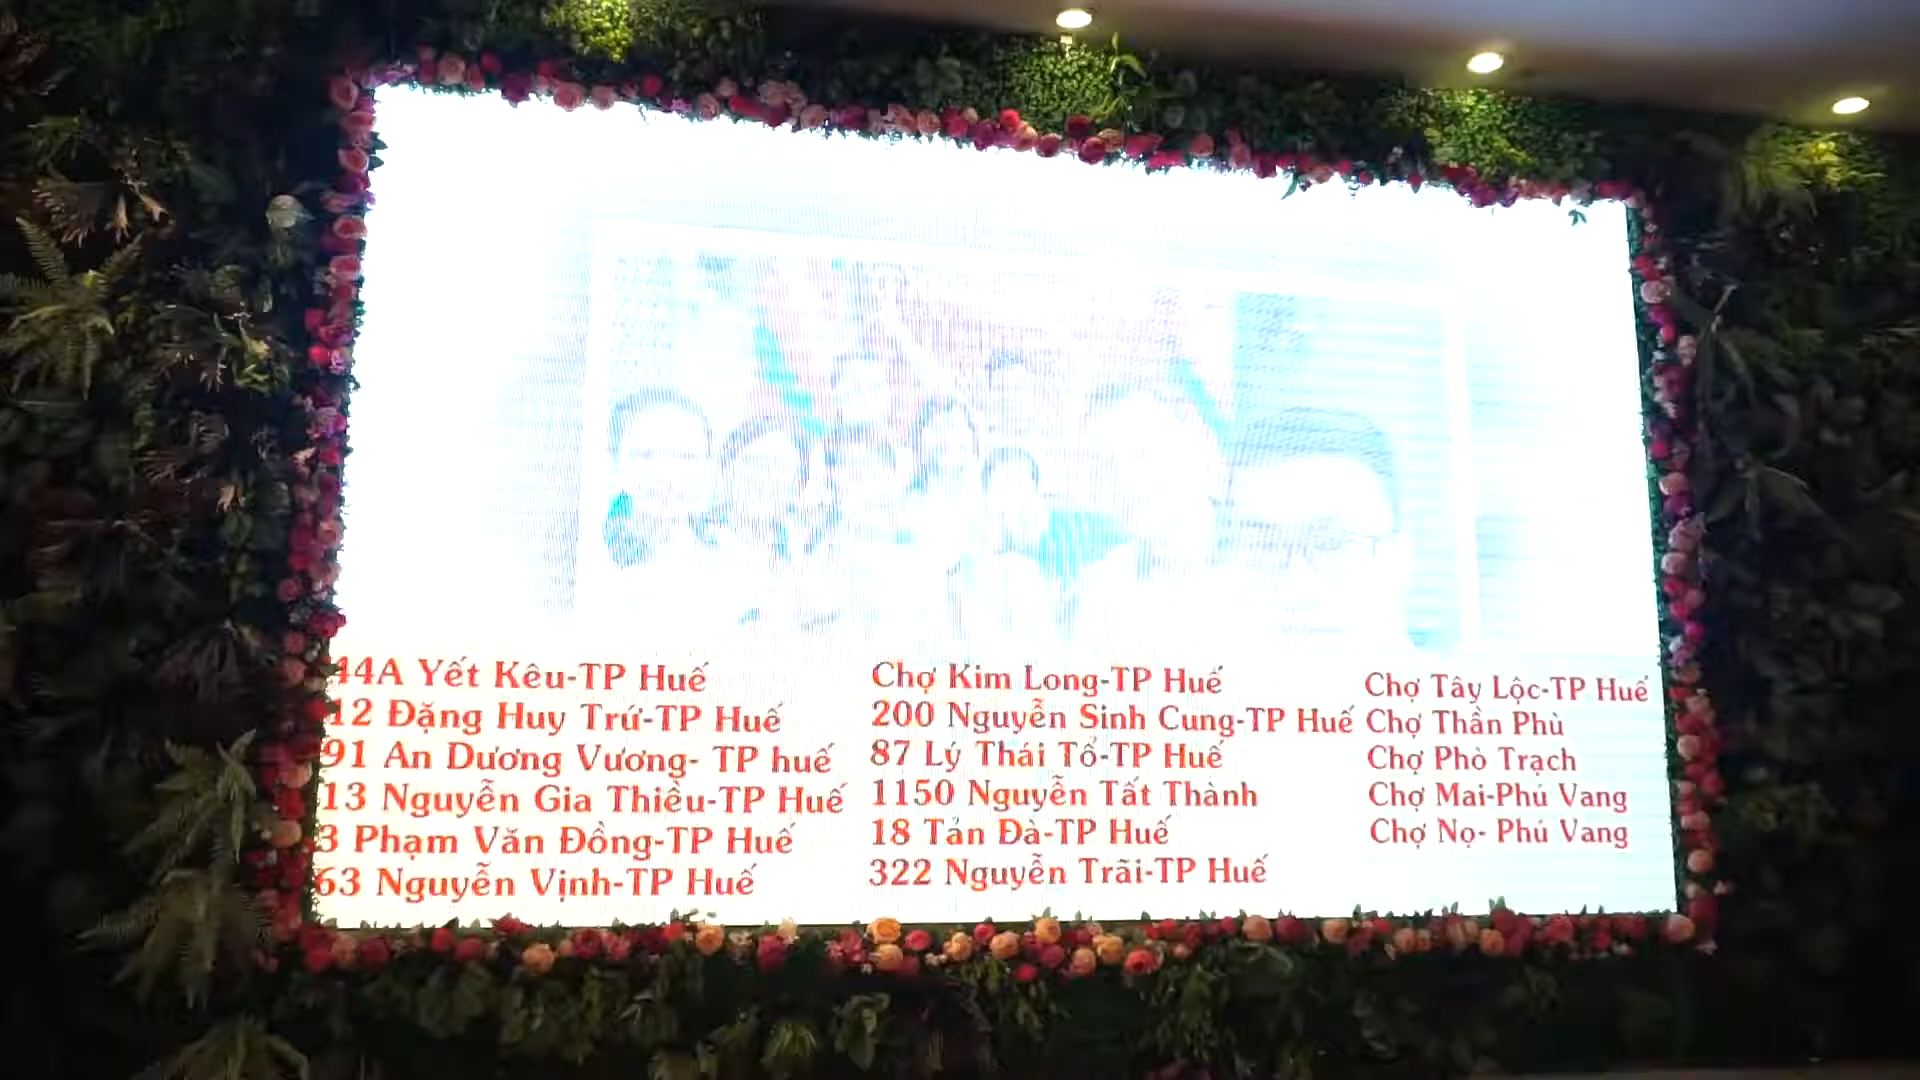 44A Yết Kêu-TP Huế
12 Đặng Huy Trứ-TP Huế
91 An Dương Vương- TP huế
13 Nguyễn Gia Thiều-TP Huế
3 Phạm Văn Đồng-TP Huế
63 Nguyễn Vịnh-TP Huế
Chợ Kim Long-TP Huế
200 Nguyễn Sinh Cung-TP Huế
87 Lý Thái Tổ-TP Huế
1150 Nguyễn Tất Thành
18 Tản Đà-TP Huế
322 Nguyễn Trãi-TP Huế
Chợ Tây Lộc-TP Huế
Chợ Thần Phù
Chợ Phò Trạch
Chợ Mai-Phú Vang
Chợ Nọ- Phú Vang